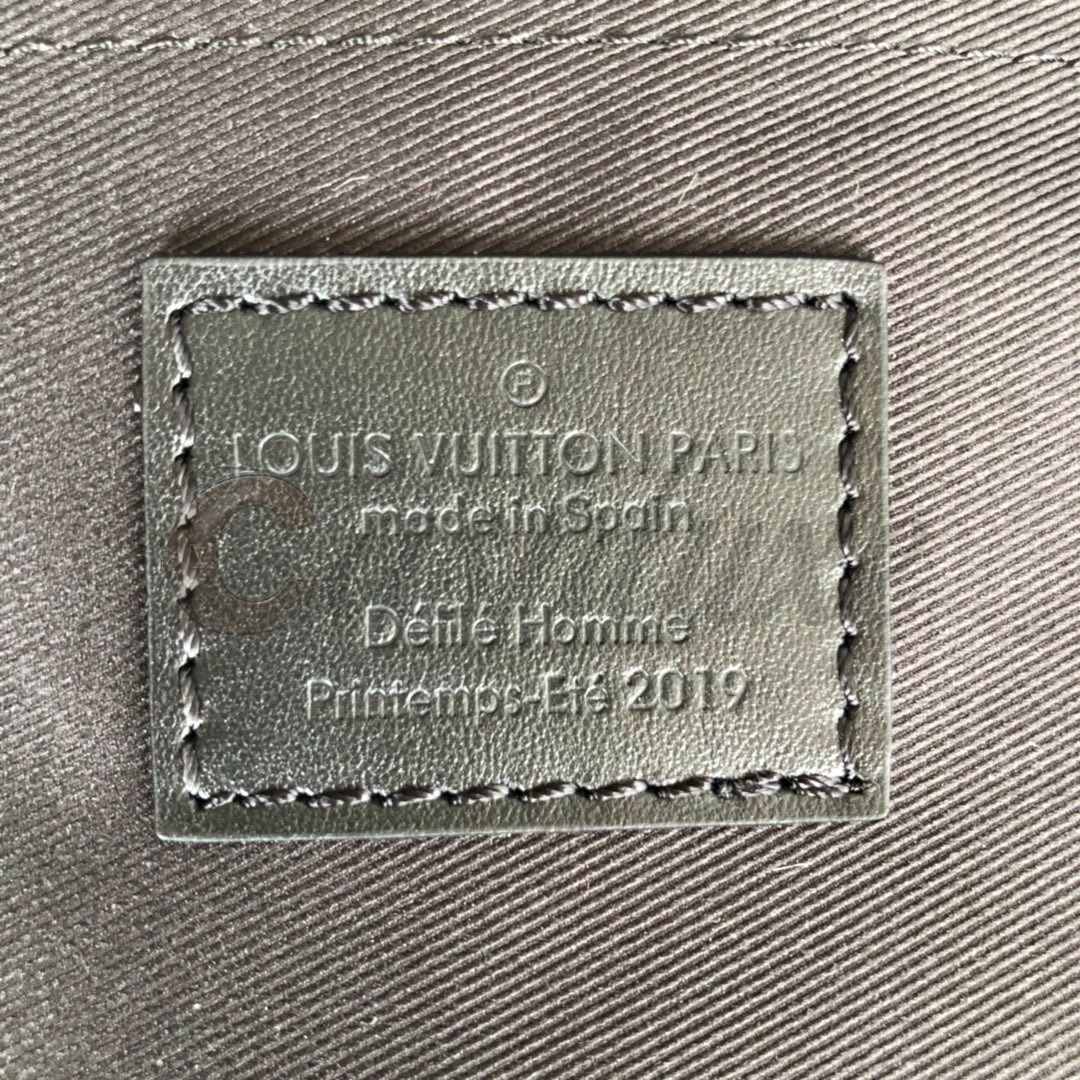 ®
LOUIS VUITTON PARIS
made in Spain
Défilé Homme
Printemps-Eté 2019